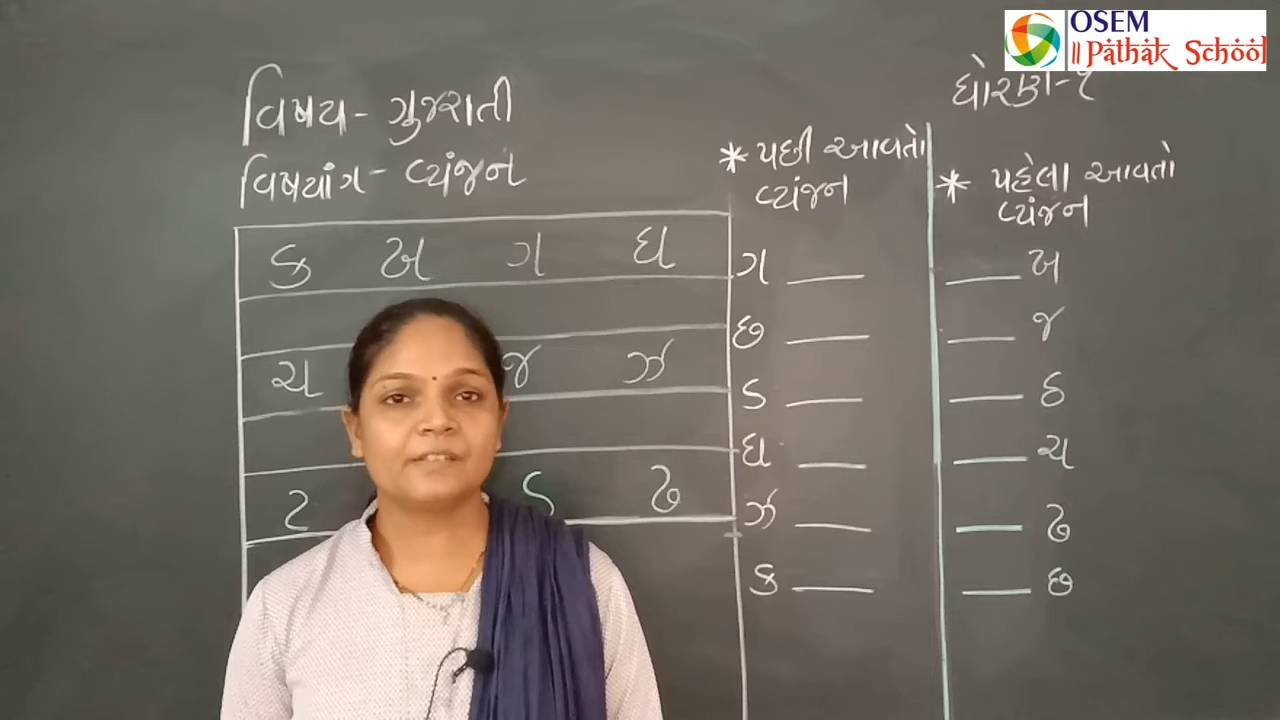 OSEM
॥ Pathak School
ધોરણ-૧
વિષય - ગુજરાતી
વિષયાંગ - વ્યંજન
ક ખ ગ ઘ
ચ જ ઝ
ટ ડ ઢ
* પછી આવતો
વ્યંજન
ગ ___
છ ___
ડ ___
ઘ ___
ઝ ___
ક ___
* પહેલા આવતો
વ્યંજન
___ ખ
___ જ
___ ઠ
___ ચ
___ ઢ
___ છ